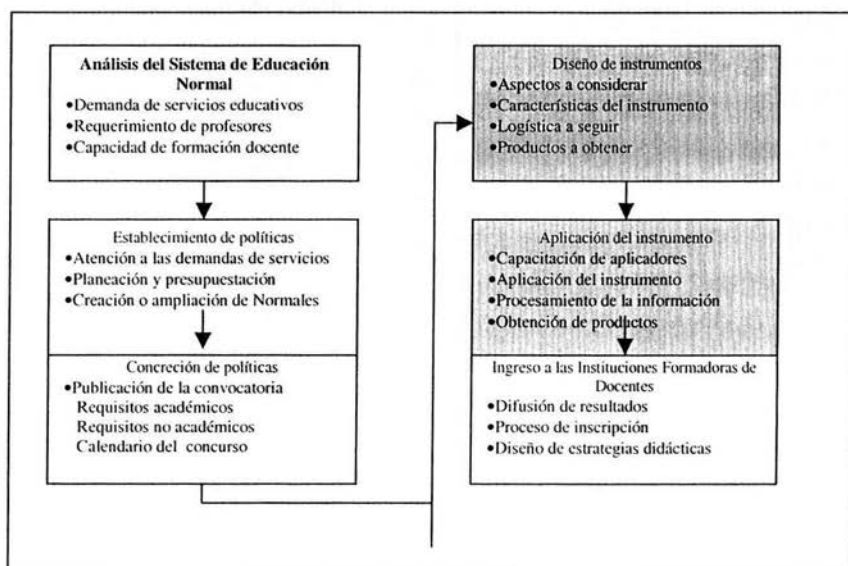 Análisis del Sistema de Educación
Normal
•Demanda de servicios educativos
•Requerimiento de profesores
•Capacidad de formación docente
Establecimiento de políticas
•Atención a las demandas de servicios
•Planeación y presupuestación
•Creación o ampliación de Normales
Concreción de políticas
•Publicación de la convocatoria
Requisitos académicos
Requisitos no académicos
Calendario del concurso
Diseño de instrumentos
•Aspectos a considerar
•Características del instrumento
•Logística a seguir
•Productos a obtener
Aplicación del instrumento
•Capacitación de aplicadores
•Aplicación del instrumento
•Procesamiento de la información
•Obtención de productos
Ingreso a las Instituciones Formadoras de
Docentes
•Difusión de resultados
•Proceso de inscripción
•Diseño de estrategias didácticas